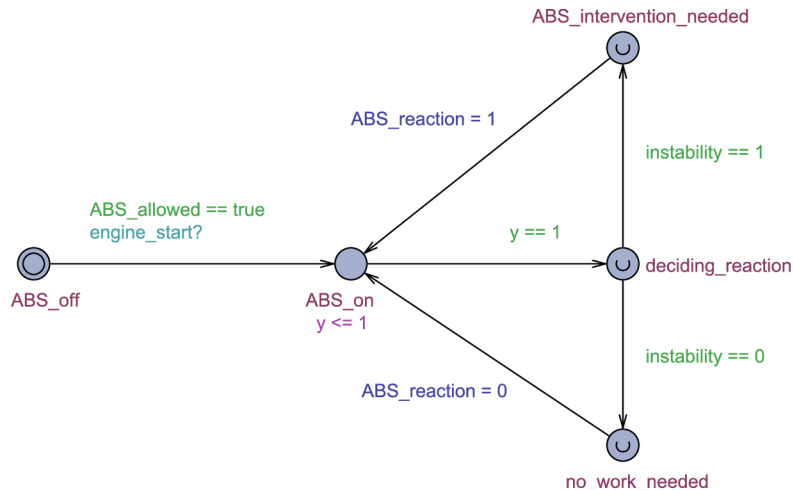 ABS_intervention_needed
ABS_reaction = 1
instability == 1
ABS_allowed == true
engine_start?
y == 1
deciding_reaction
ABS_off
ABS_on
y <= 1
instability == 0
ABS_reaction = 0
no_work_needed